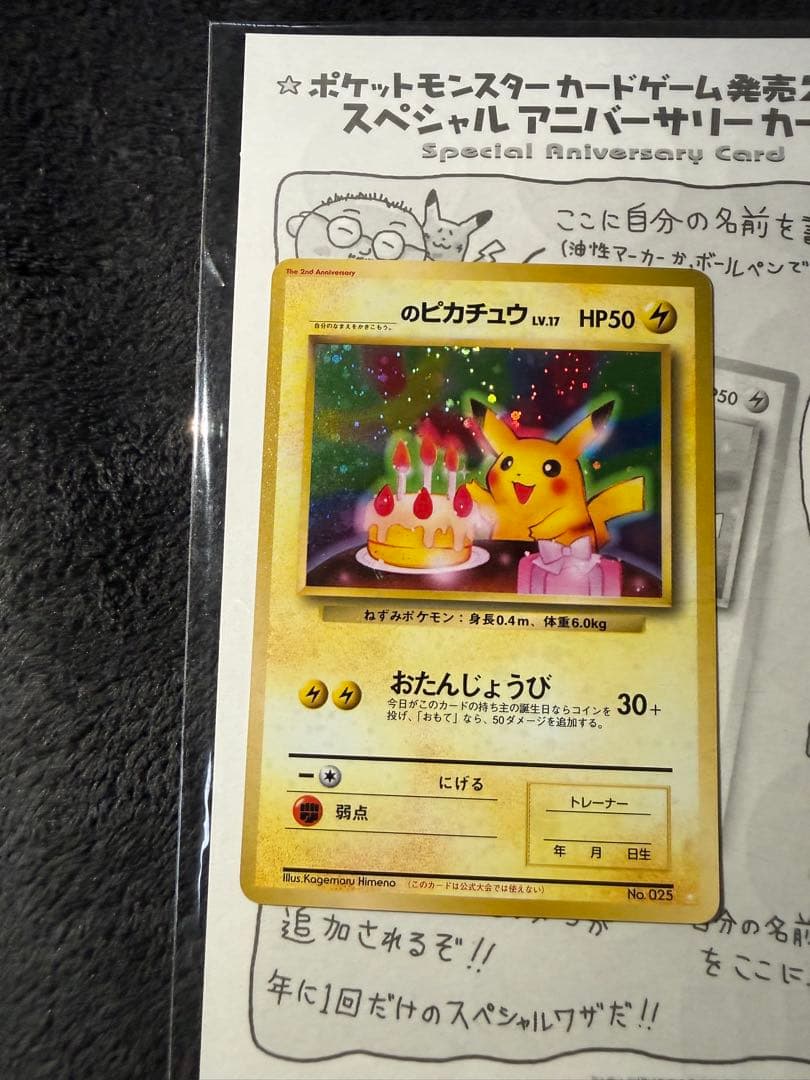 ☆ポケットモンスターカードゲーム発売2
スペシャルアニバーサリーカー
Special Aniversary Card
ここに自分の名前を
(油性マーカーか、ボールペンで
The 2nd Anniversary
のピカチュウ LV.17 HP50
自分のなまえをかきこもう。
P50
ねずみポケモン：身長0.4m、体重6.0kg
おたんじょうび
今日がこのカードの持ち主の誕生日ならコインを
投げ、「おもて」なら、50ダメージを追加する。
30+
にげる
弱点
トレーナー
年 月 日生
Illus.Kagemaru Himeno (このカードは公式大会では使えない)
No. 025
追加されるぞ!!
自分の名前
をここに
年に1回だけのスペシャルワザだ!!